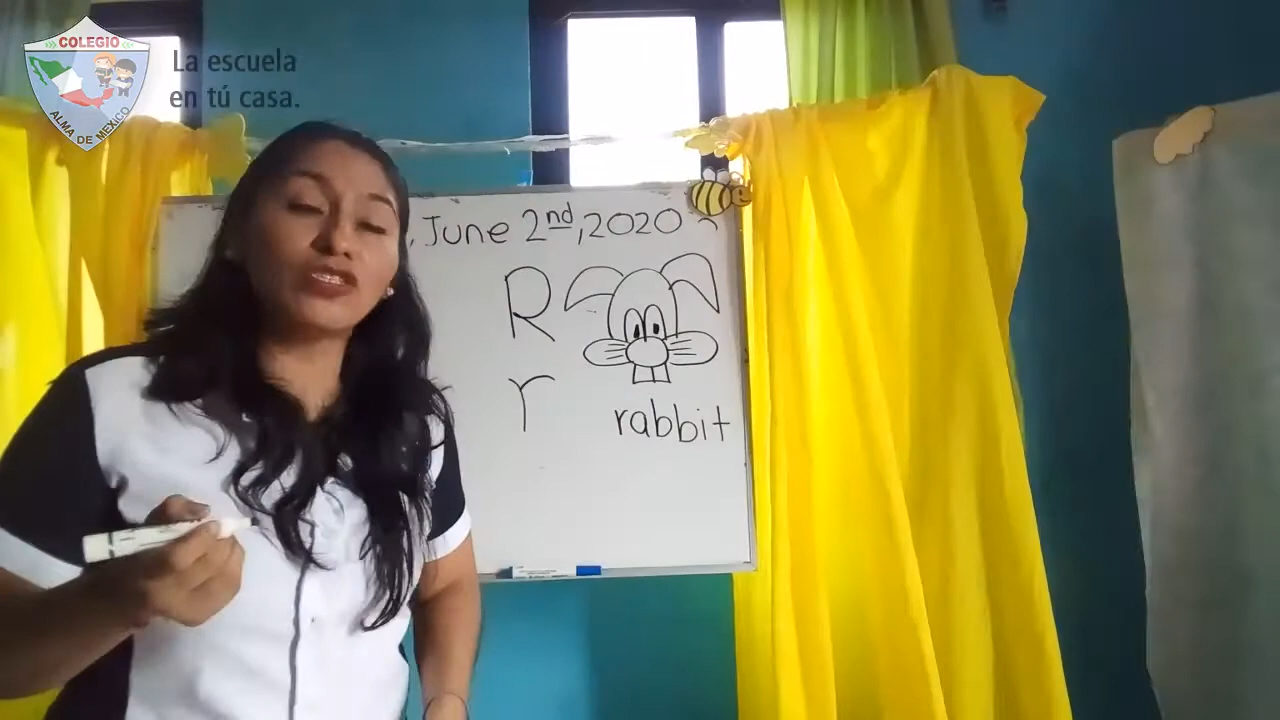 COLEGIO
ALMA DE MEXICO
La escuela
en tú casa.
, June 2nd, 2020
R
r
rabbit